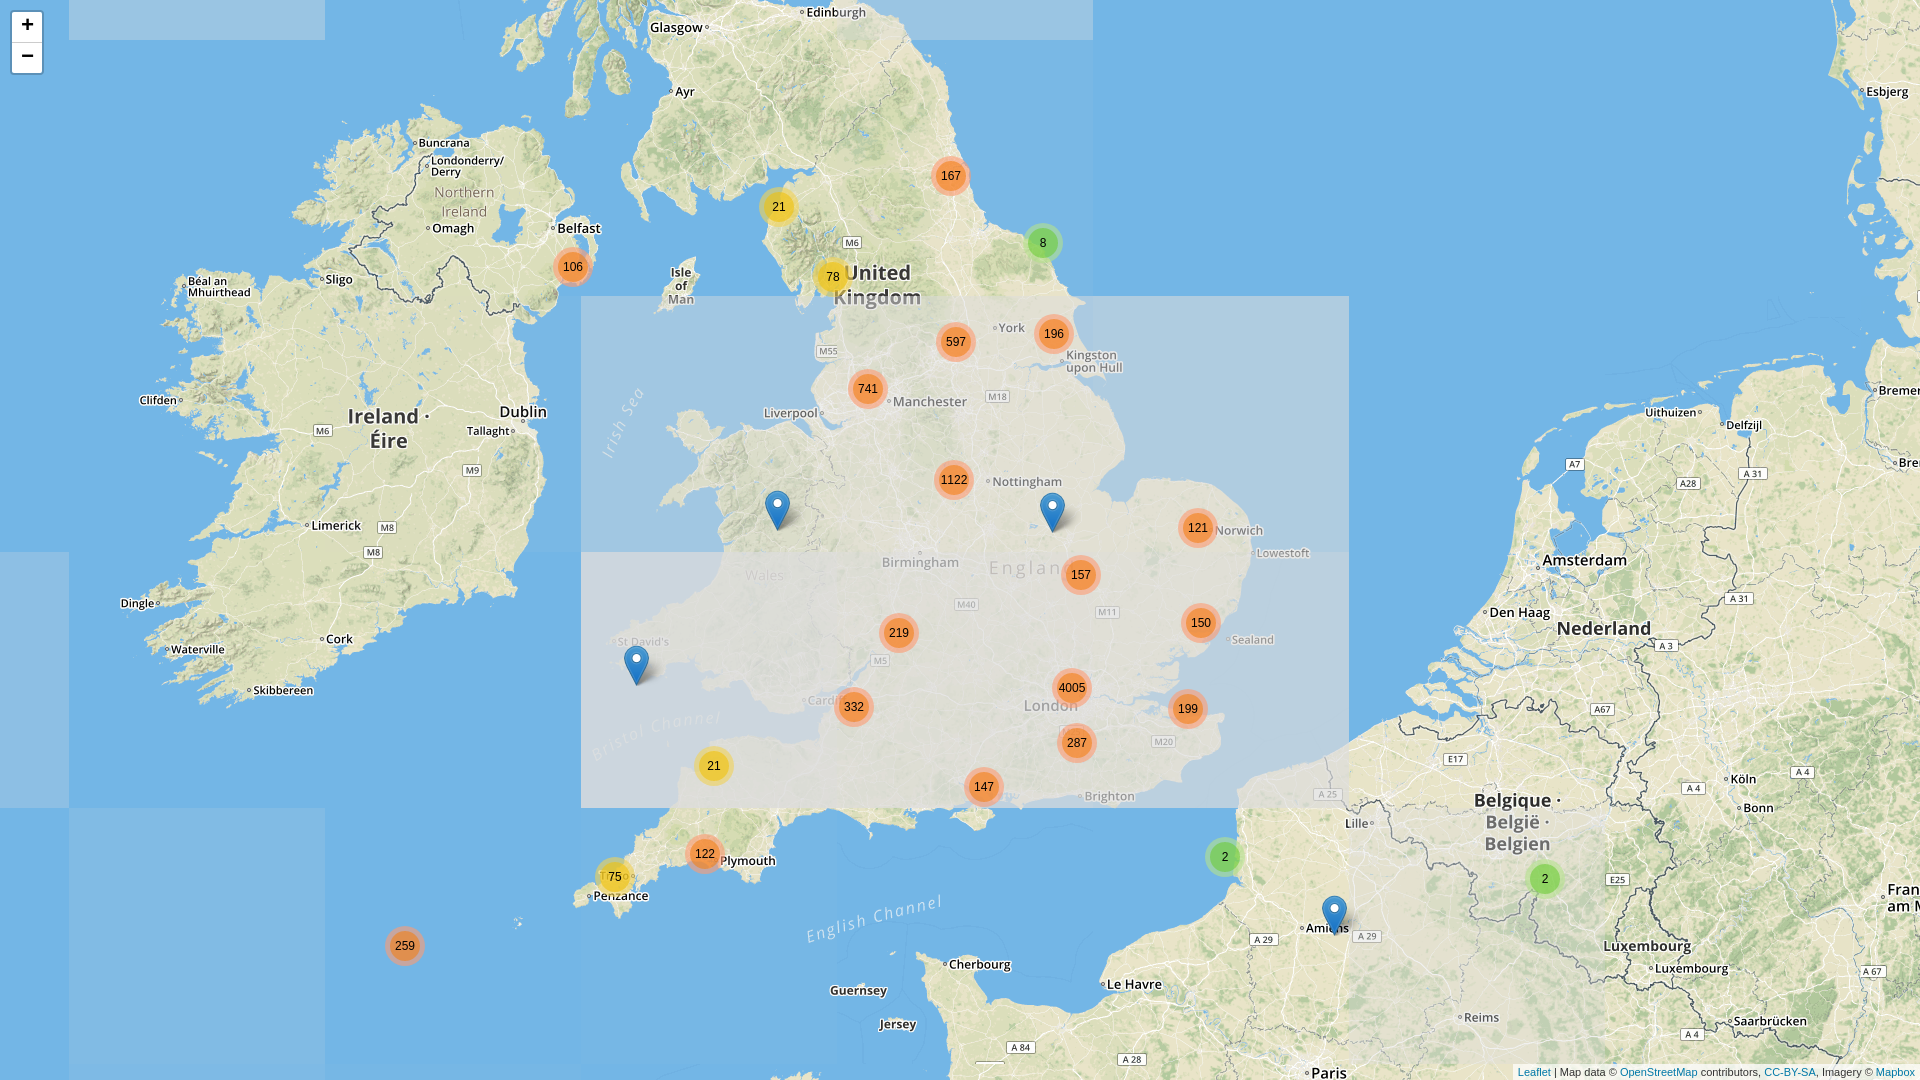 +
−
Edinburgh
Glasgow
Ayr
Esbjerg
Buncrana
Londonderry/
Derry
Northern
Ireland
Omagh
Belfast
167
21
M6
8
106
Béal an
Mhuirthead
Sligo
Isle
of
Man
78
United
Kingdom
York
196
597
M55
Kingston
upon Hull
741
Manchester
M18
Liverpool
Clifden
Ireland ·
Éire
Dublin
Tallaght
M6
M9
Irish Sea
Uithuizen
Delfzijl
A7
A 31
A28
1122
Nottingham
Limerick
M8
M8
121
Norwich
Lowestoft
Birmingham
Wales
157
Amsterdam
Dingle
M40
M11
A 31
Den Haag
Nederland
219
150
Sealand
Cork
Waterville
St David's
M5
A 3
Skibbereen
4005
London
332
199
A67
Bristol Channel
287
M20
E17
21
147
Brighton
A 25
Köln
A 4
A 4
Bonn
Belgique ·
België ·
Belgien
Lille
122
Plymouth
2
75
Penzance
2
E25
English Channel
Amiens
A 29
A 29
259
Luxembourg
Luxembourg
Cherbourg
A 67
Le Havre
Guernsey
Jersey
Reims
Saarbrücken
A 4
A 84
A 28
Paris
Leaflet | Map data © OpenStreetMap contributors, CC-BY-SA, Imagery © Mapbox